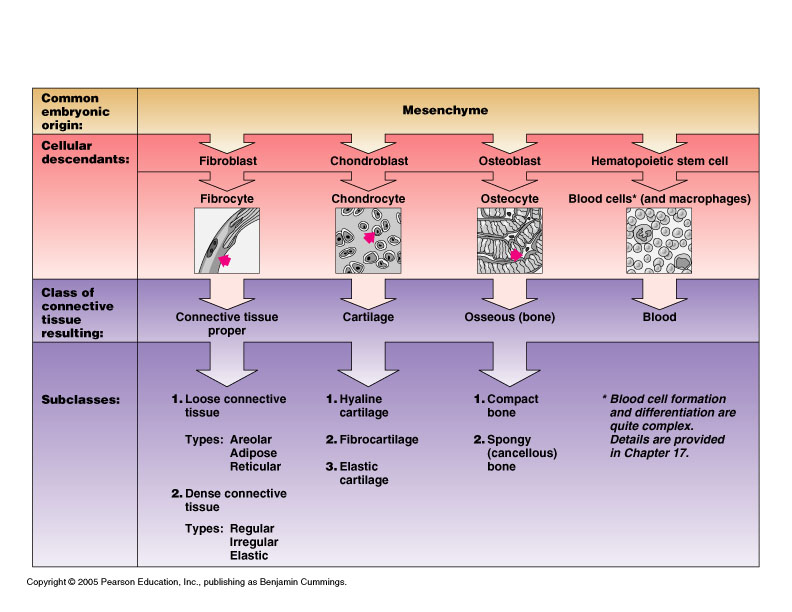 Common
embryonic
origin:
Mesenchyme
Cellular
descendants:
Fibroblast
Chondroblast
Osteoblast
Hematopoietic stem cell
Fibrocyte
Chondrocyte
Osteocyte
Blood cells* (and macrophages)
Class of
connective
tissue
resulting:
Connective tissue
proper
Cartilage
Osseous (bone)
Blood
Subclasses:
1. Loose connective
tissue
Types: Areolar
Adipose
Reticular
2. Dense connective
tissue
Types: Regular
Irregular
Elastic
1. Hyaline
cartilage
2. Fibrocartilage
3. Elastic
cartilage
1. Compact
bone
2. Spongy
(cancellous)
bone
* Blood cell formation
and differentiation are
quite complex.
Details are provided
in Chapter 17.
Copyright © 2005 Pearson Education, Inc., publishing as Benjamin Cummings.